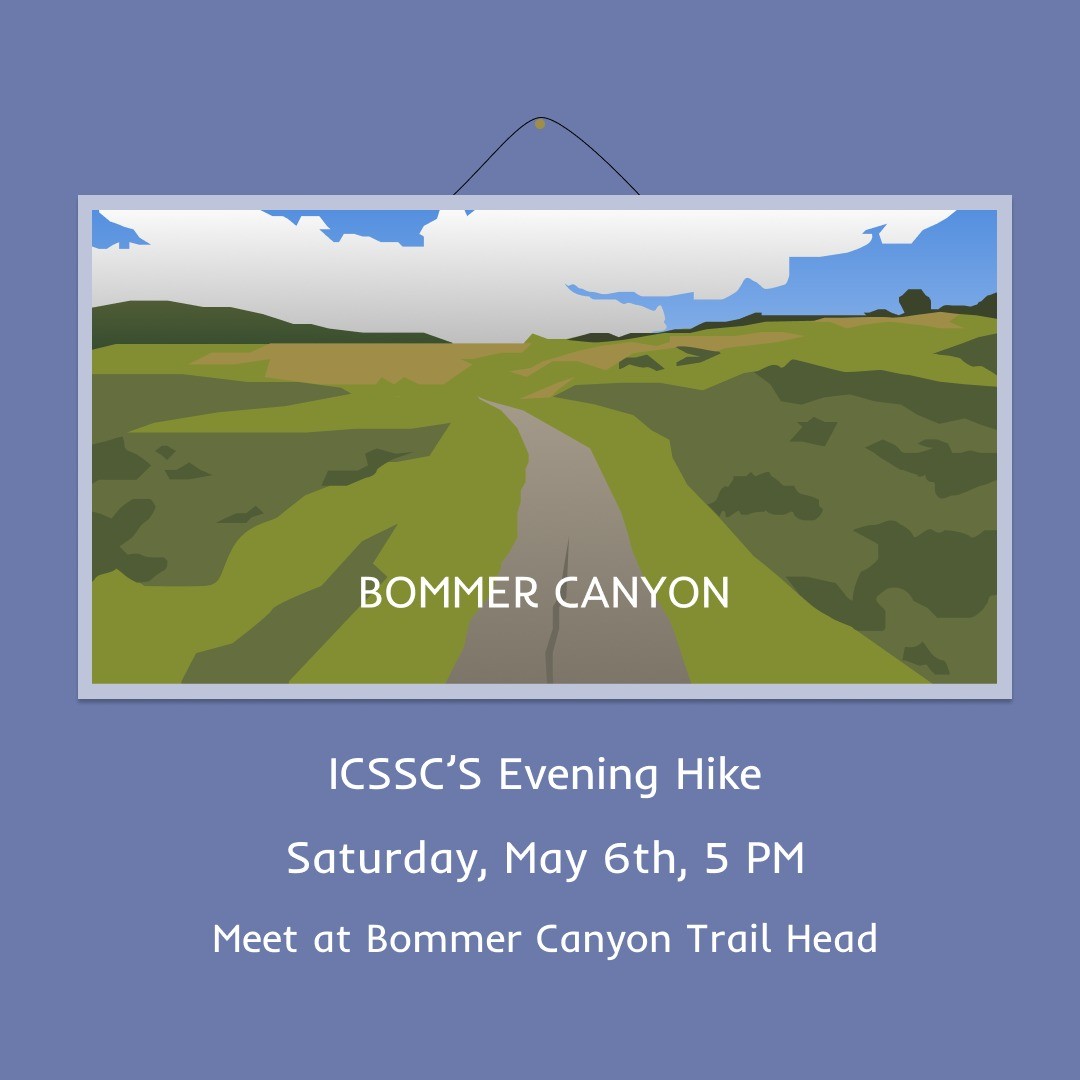 BOMMER CANYON
ICSSC’S Evening Hike
Saturday, May 6th, 5 PM
Meet at Bommer Canyon Trail Head